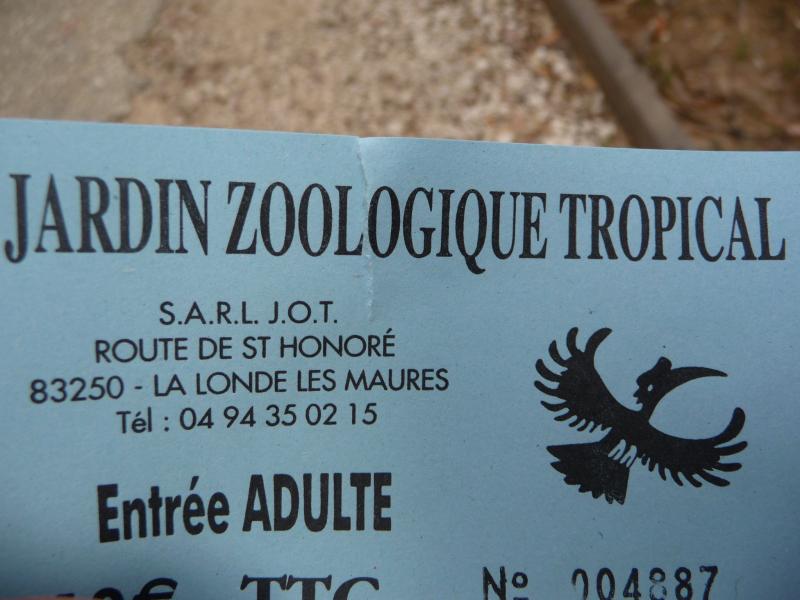 JARDIN ZOOLOGIQUE TROPICAL
S.A.R.L. J.O.T.
ROUTE DE ST HONORÉ
83250 - LA LONDE LES MAURES
Tél : 04 94 35 02 15
Entrée ADULTE
TTC Nº 004887